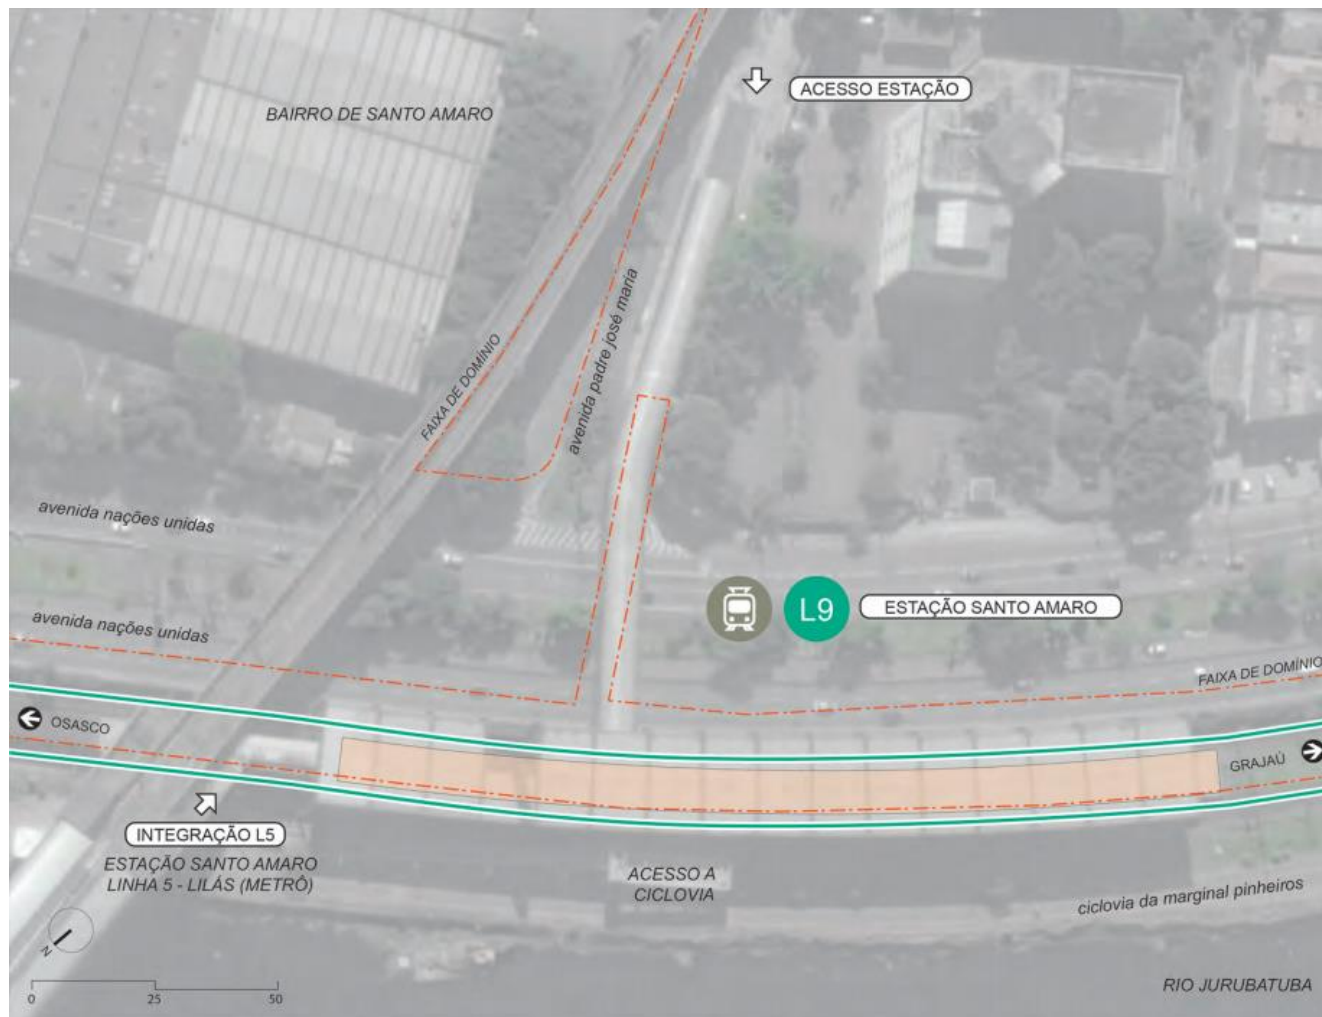 ACESSO ESTAÇÃO
BAIRRO DE SANTO AMARO
FAIXA DE DOMÍNIO
avenida padre josé maria
avenida nações unidas
avenida nações unidas
L9
ESTAÇÃO SANTO AMARO
FAIXA DE DOMÍNIO
OSASCO
GRAJAÚ
INTEGRAÇÃO L5
ESTAÇÃO SANTO AMARO
LINHA 5 - LILÁS (METRÔ)
ACESSO A
CICLOVIA
ciclovia da marginal pinheiros
N
0 25 50
RIO JURUBATUBA